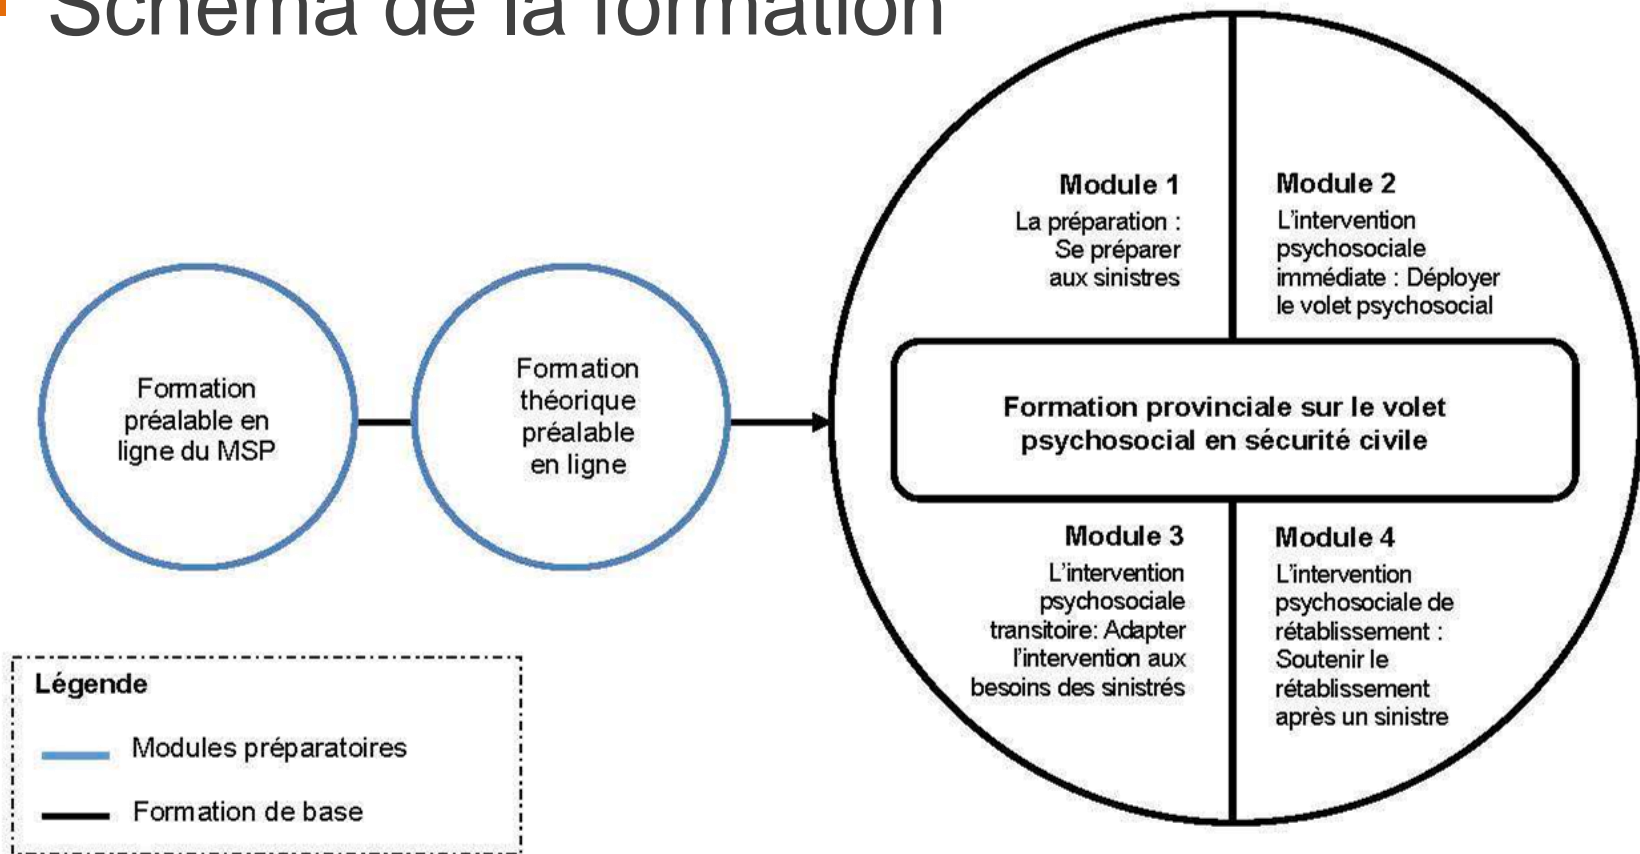 Schéma de la formation
Formation
préalable en
ligne du MSP
Formation
théorique
préalable
en ligne
Module 1
La préparation :
Se préparer
aux sinistres
Module 2
L'intervention
psychosociale
immédiate : Déployer
le volet psychosocial
Formation provinciale sur le volet
psychosocial en sécurité civile
Module 3
L'intervention
psychosociale
transitoire: Adapter
l'intervention aux
besoins des sinistrés
Module 4
L'intervention
psychosociale de
rétablissement :
Soutenir le
rétablissement
après un sinistre
Légende
Modules préparatoires
Formation de base